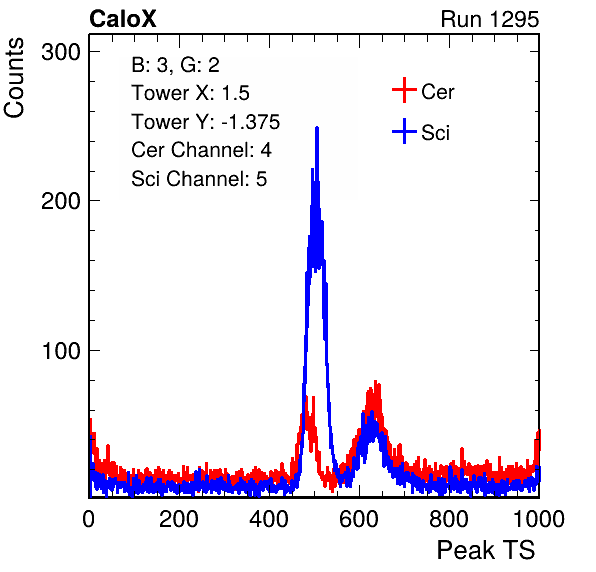 CaloX Run 1295
Counts
300
200
100
B: 3, G: 2
Tower X: 1.5
Tower Y: -1.375
Cer Channel: 4
Sci Channel: 5
Cer
Sci
0 200 400 600 800 1000
Peak TS